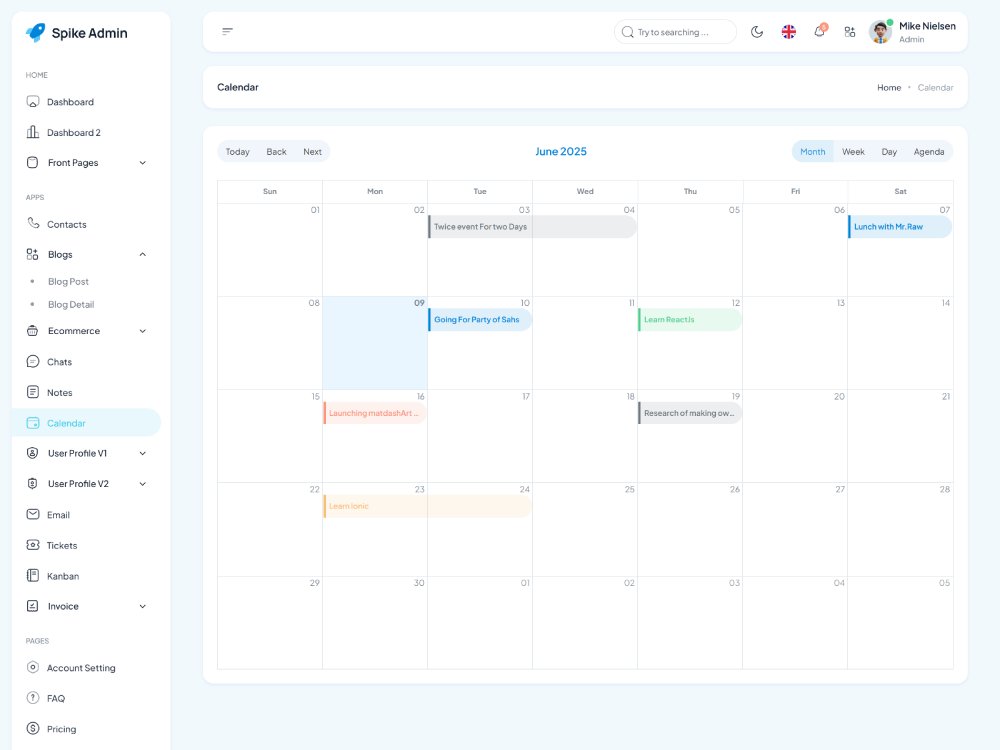 Spike Admin
HOME
Dashboard
Dashboard 2
Front Pages
APPS
Contacts
Blogs
Blog Post
Blog Detail
Ecommerce
Chats
Notes
Calendar
User Profile V1
User Profile V2
Email
Tickets
Kanban
Invoice
PAGES
Account Setting
FAQ
Pricing
Try to searching ...
Mike Nielsen
Admin
Calendar
Home • Calendar
Today Back Next
June 2025
Month Week Day Agenda
Sun Mon Tue Wed Thu Fri Sat
01 02 03 04 05 06 07
Twice event For two Days
Lunch with Mr.Raw
08 09 10 11 12 13 14
Going For Party of Sahs
Learn ReactJs
15 16 17 18 19 20 21
Launching matdashArt ...
Research of making ow...
22 23 24 25 26 27 28
Learn Ionic
29 30 01 02 03 04 05